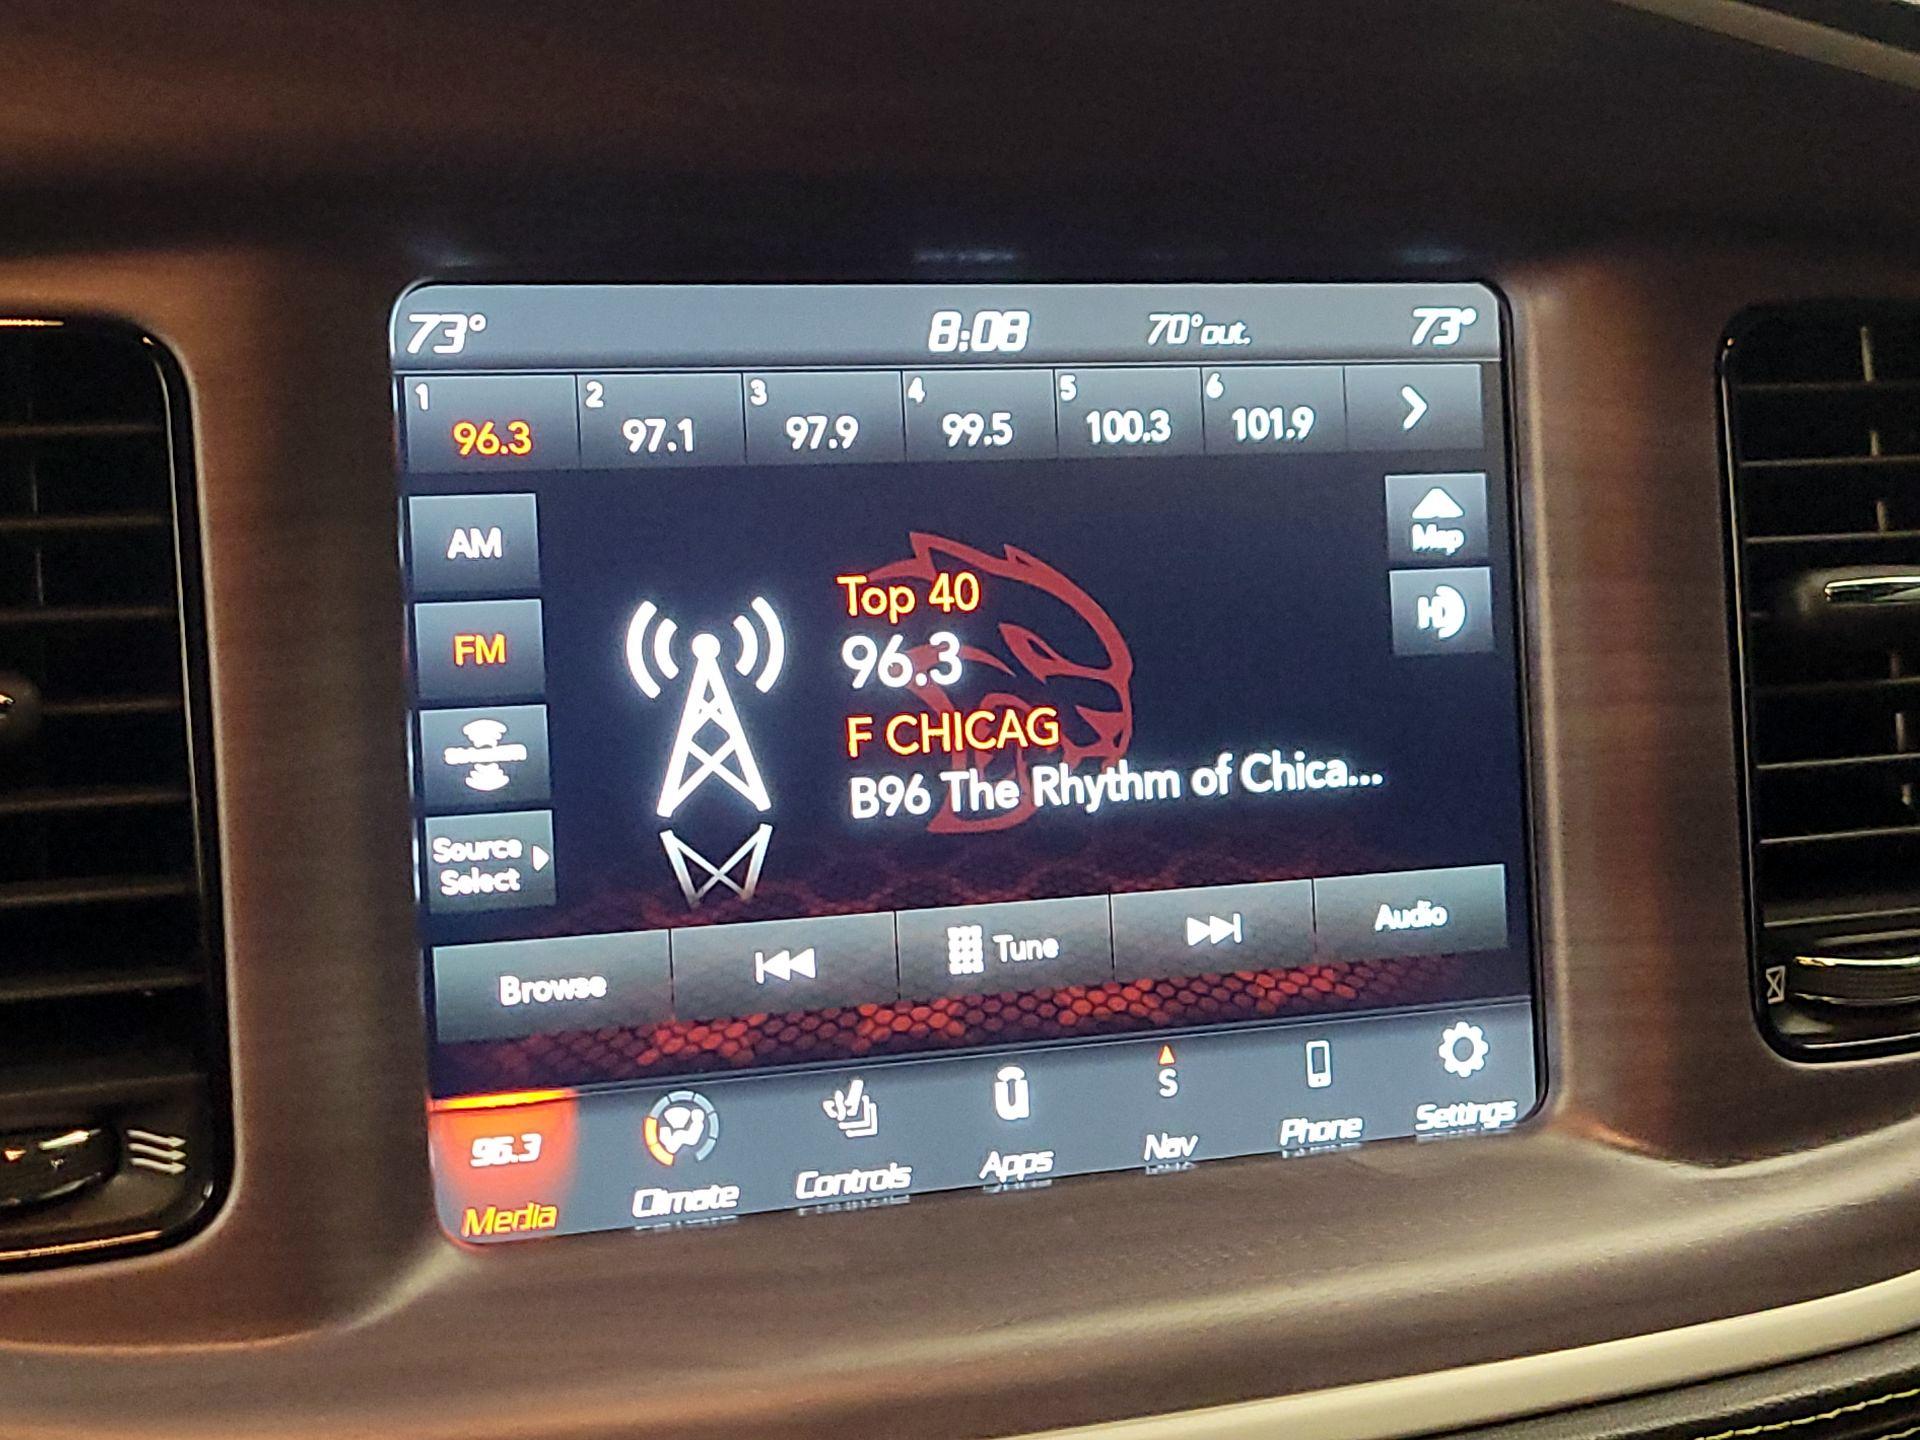 73° 8:08 70° out. 73°
1 2 3 4 5 6
96.3 97.1 97.9 99.5 100.3 101.9
AM
FM
Source
Select
Map
HD
Top 40
96.3
F CHICAG
B96 The Rhythm of Chica...
Browse Tune Audio
96.3 S
Media Climate Controls Apps Nav Phone Settings